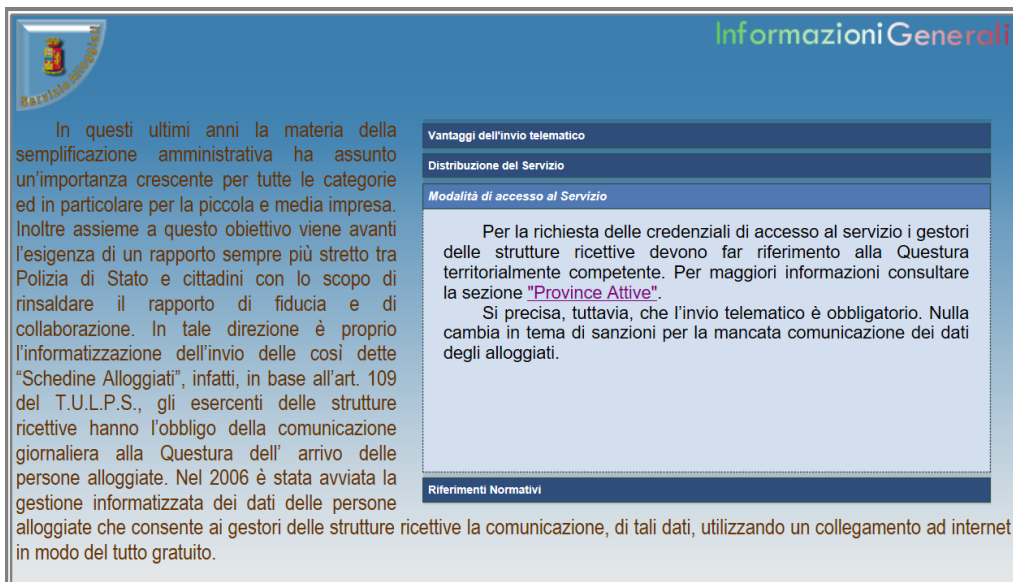 Servizio Alloggiati
InformazioniGenerali
In questi ultimi anni la materia della
semplificazione amministrativa ha assunto
un'importanza crescente per tutte le categorie
ed in particolare per la piccola e media impresa.
Inoltre assieme a questo obiettivo viene avanti
l'esigenza di un rapporto sempre più stretto tra
Polizia di Stato e cittadini con lo scopo di
rinsaldare il rapporto di fiducia e di
collaborazione. In tale direzione è proprio
l'informatizzazione dell'invio delle così dette
“Schedine Alloggiati”, infatti, in base all'art. 109
del T.U.L.P.S., gli esercenti delle strutture
ricettive hanno l'obbligo della comunicazione
giornaliera alla Questura dell' arrivo delle
persone alloggiate. Nel 2006 è stata avviata la
gestione informatizzata dei dati delle persone
alloggiate che consente ai gestori delle strutture ricettive la comunicazione, di tali dati, utilizzando un collegamento ad internet
in modo del tutto gratuito.
Vantaggi dell'invio telematico
Distribuzione del Servizio
Modalità di accesso al Servizio
Per la richiesta delle credenziali di accesso al servizio i gestori
delle strutture ricettive devono far riferimento alla Questura
territorialmente competente. Per maggiori informazioni consultare
la sezione "Province Attive".
Si precisa, tuttavia, che l'invio telematico è obbligatorio. Nulla
cambia in tema di sanzioni per la mancata comunicazione dei dati
degli alloggiati.
Riferimenti Normativi